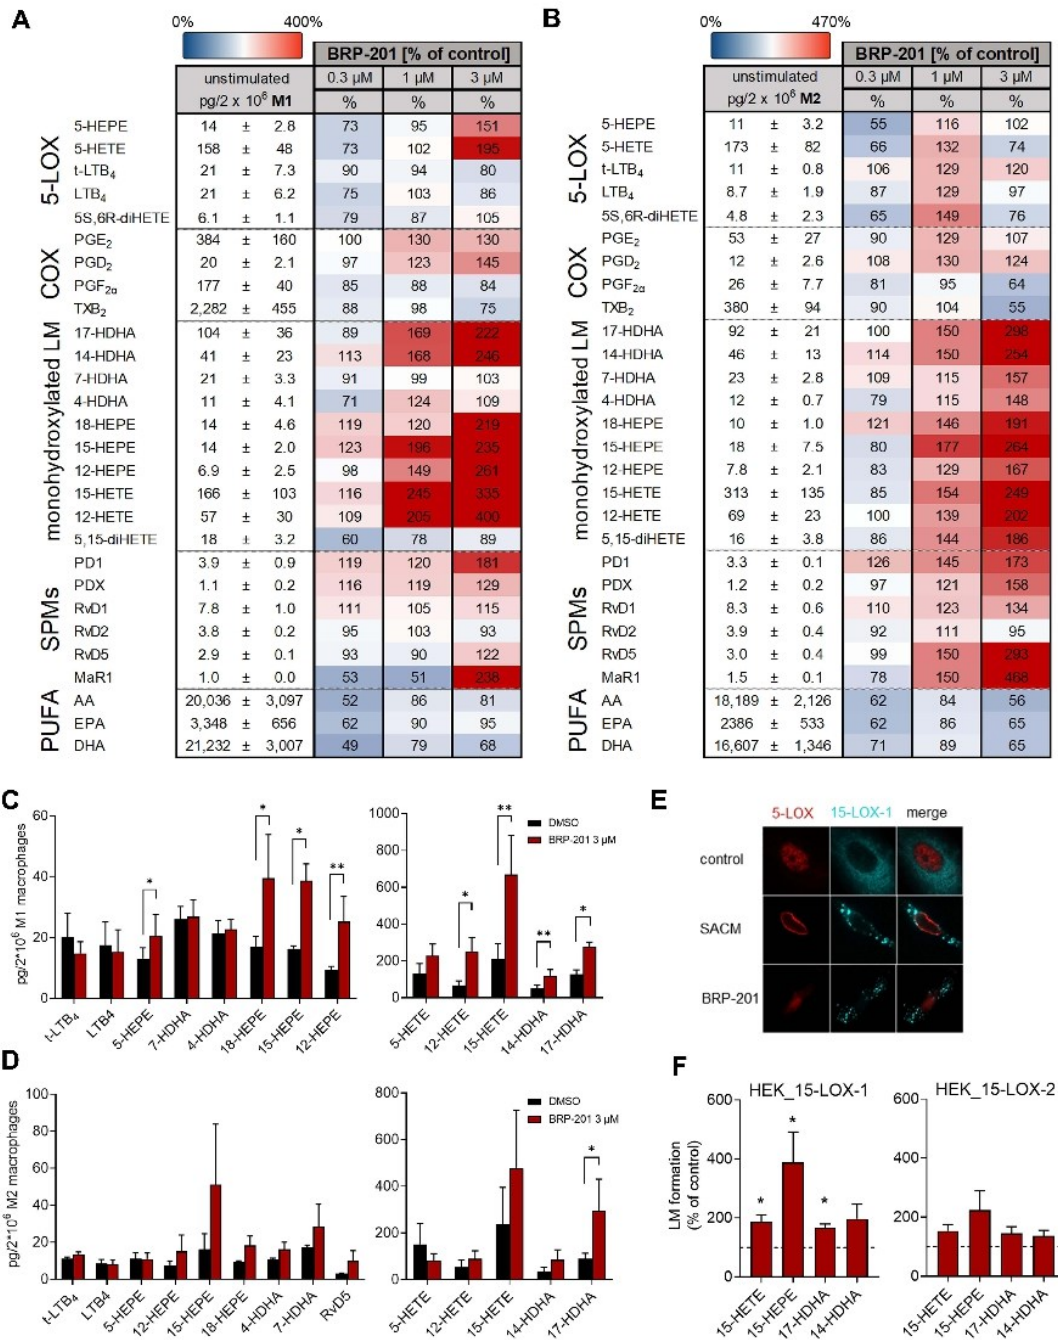 A
0% 400%
BRP-201 [% of control]
unstimulated 0.3 µM 1 µM 3 µM
pg/2 x 10⁶ M1 % % %
5-LOX
5-HEPE 14 ± 2.8 73 95 151
5-HETE 158 ± 48 73 102 195
t-LTB₄ 21 ± 7.3 90 94 80
LTB₄ 21 ± 6.2 75 103 86
5S,6R-diHETE 6.1 ± 1.1 79 87 105
COX
PGE₂ 384 ± 160 100 130 130
PGD₂ 20 ± 2.1 97 123 145
PGF₂α 177 ± 40 85 88 84
TXB₂ 2,282 ± 455 88 98 75
monohydroxylated LM
17-HDHA 104 ± 36 89 169 222
14-HDHA 41 ± 23 113 168 246
7-HDHA 21 ± 3.3 91 99 103
4-HDHA 11 ± 4.1 71 124 109
18-HEPE 14 ± 4.6 119 120 219
15-HEPE 14 ± 2.0 123 196 235
12-HEPE 6.9 ± 2.5 98 149 261
15-HETE 166 ± 103 116 245 335
12-HETE 57 ± 30 109 205 400
5,15-diHETE 18 ± 3.2 60 78 89
SPMs
PD1 3.9 ± 0.9 119 120 181
PDX 1.1 ± 0.2 116 119 129
RvD1 7.8 ± 1.0 111 105 115
RvD2 3.8 ± 0.2 95 103 93
RvD5 2.9 ± 0.1 93 90 122
MaR1 1.0 ± 0.0 53 51 238
PUFA
AA 20,036 ± 3,097 52 86 81
EPA 3,348 ± 656 62 90 95
DHA 21,232 ± 3,007 49 79 68
B
0% 470%
BRP-201 [% of control]
unstimulated 0.3 µM 1 µM 3 µM
pg/2 x 10⁶ M2 % % %
5-LOX
5-HEPE 11 ± 3.2 55 116 102
5-HETE 173 ± 82 66 132 74
t-LTB₄ 11 ± 0.8 106 129 120
LTB₄ 8.7 ± 1.9 87 129 97
5S,6R-diHETE 4.8 ± 2.3 65 149 76
COX
PGE₂ 53 ± 27 90 129 107
PGD₂ 12 ± 2.6 108 130 124
PGF₂α 26 ± 7.7 81 95 64
TXB₂ 380 ± 94 90 104 55
monohydroxylated LM
17-HDHA 92 ± 21 100 150 298
14-HDHA 46 ± 13 114 150 254
7-HDHA 23 ± 2.8 109 115 157
4-HDHA 12 ± 0.7 79 115 148
18-HEPE 10 ± 1.0 121 146 191
15-HEPE 18 ± 7.5 80 177 264
12-HEPE 7.8 ± 2.1 83 129 167
15-HETE 313 ± 135 85 154 249
12-HETE 69 ± 23 100 139 202
5,15-diHETE 16 ± 3.8 86 144 186
SPMs
PD1 3.3 ± 0.1 126 145 173
PDX 1.2 ± 0.2 97 121 158
RvD1 8.3 ± 0.6 110 123 134
RvD2 3.9 ± 0.4 92 111 95
RvD5 3.0 ± 0.4 99 150 293
MaR1 1.5 ± 0.1 78 150 468
PUFA
AA 18,189 ± 2,126 62 84 56
EPA 2386 ± 533 62 86 65
DHA 16,607 ± 1,346 71 89 65
C
pg/2*10⁶ M1 macrophages
60
40
20
0
* * * **
t-LTB₄ LTB4 5-HEPE 7-HDHA 4-HDHA 18-HEPE 15-HEPE 12-HEPE
1000
800
600
400
200
0
* ** ** *
DMSO
BRP-201 3 µM
5-HETE 12-HETE 15-HETE 14-HDHA 17-HDHA
D
pg/2*10⁶ M2 macrophages
100
80
60
40
20
0
t-LTB₄ LTB4 5-HEPE 12-HEPE 15-HEPE 18-HEPE 4-HDHA 7-HDHA RvD5
800
600
400
200
0
DMSO
BRP-201 3 µM
*
5-HETE 12-HETE 15-HETE 14-HDHA 17-HDHA
E
5-LOX 15-LOX-1 merge
control
SACM
BRP-201
F
HEK_15-LOX-1
LM formation
(% of control)
600
400
200
0
* * *
15-HETE 15-HEPE 17-HDHA 14-HDHA
HEK_15-LOX-2
600
400
200
0
15-HETE 15-HEPE 17-HDHA 14-HDHA